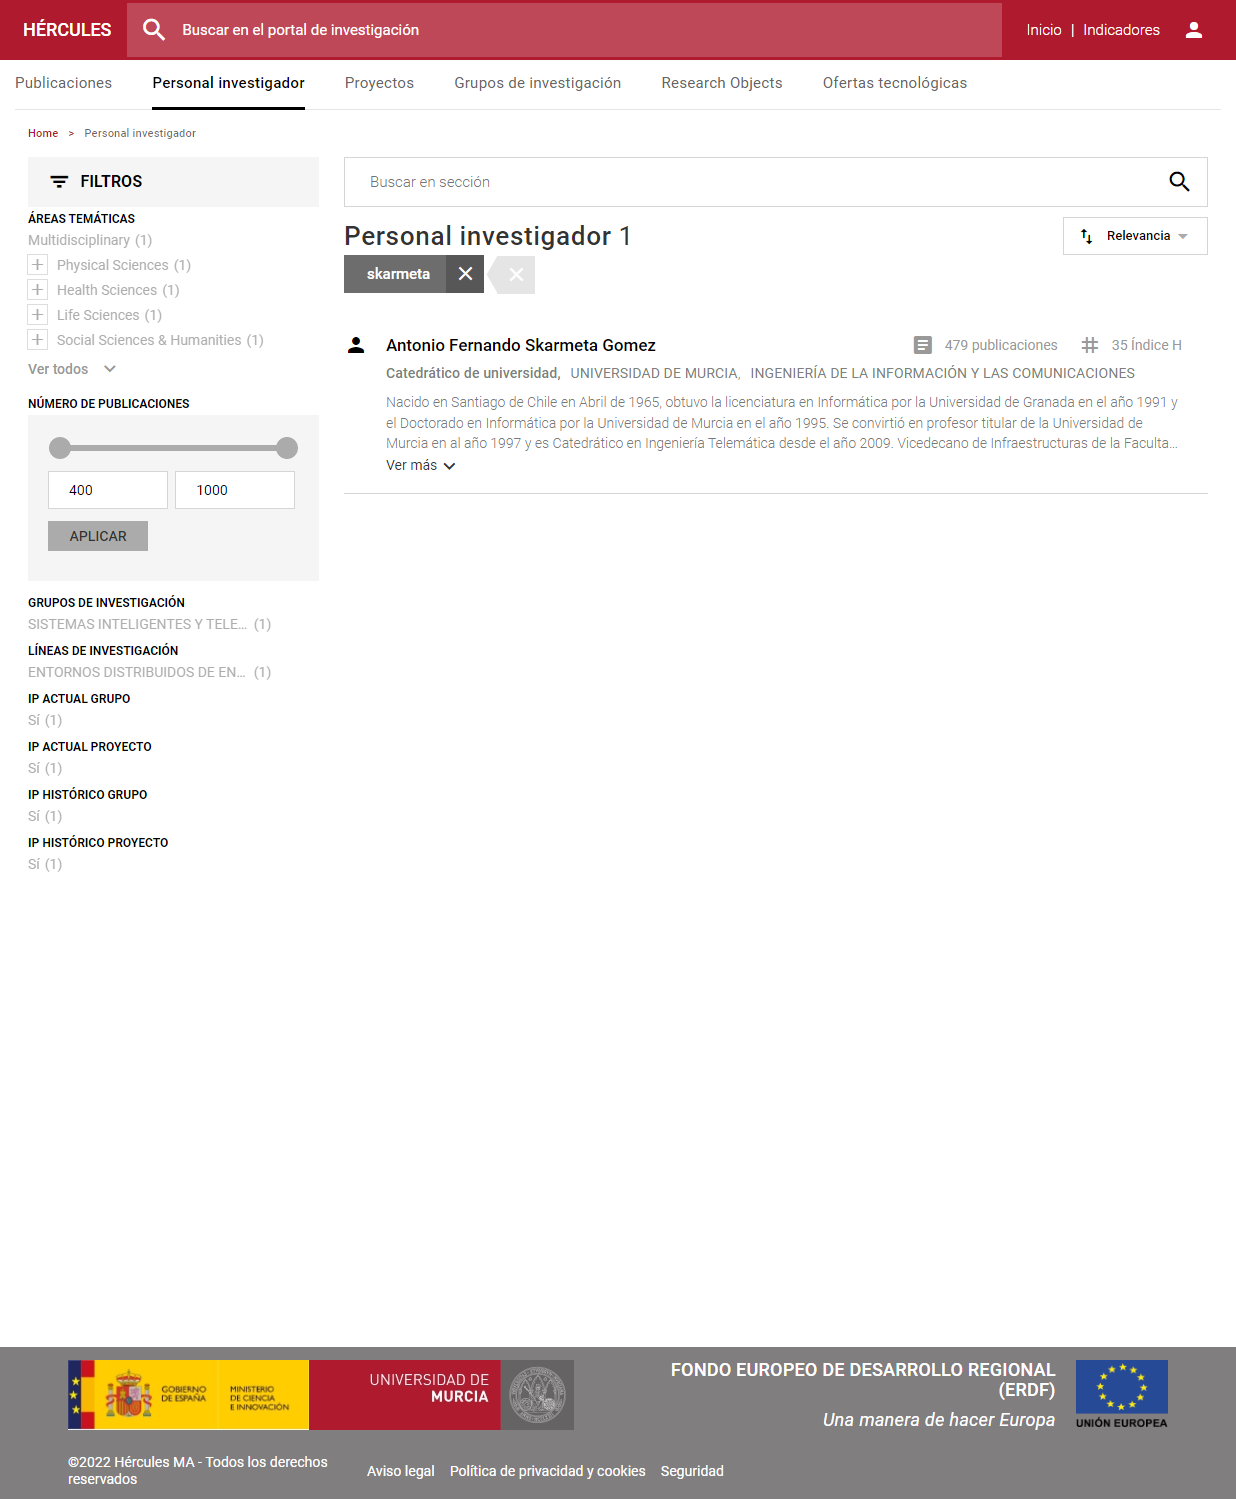 HÉRCULES
Buscar en el portal de investigación
Inicio | Indicadores
Publicaciones
Personal investigador
Proyectos
Grupos de investigación
Research Objects
Ofertas tecnológicas
Home > Personal investigador
FILTROS
ÁREAS TEMÁTICAS
Multidisciplinary (1)
Physical Sciences (1)
Health Sciences (1)
Life Sciences (1)
Social Sciences & Humanities (1)
Ver todos
NÚMERO DE PUBLICACIONES
400
1000
APLICAR
GRUPOS DE INVESTIGACIÓN
SISTEMAS INTELIGENTES Y TELE... (1)
LÍNEAS DE INVESTIGACIÓN
ENTORNOS DISTRIBUIDOS DE EN... (1)
IP ACTUAL GRUPO
Sí (1)
IP ACTUAL PROYECTO
Sí (1)
IP HISTÓRICO GRUPO
Sí (1)
IP HISTÓRICO PROYECTO
Sí (1)
Buscar en sección
Personal investigador 1
Relevancia
skarmeta
Antonio Fernando Skarmeta Gomez
479 publicaciones
35 Índice H
Catedrático de universidad, UNIVERSIDAD DE MURCIA, INGENIERÍA DE LA INFORMACIÓN Y LAS COMUNICACIONES
Nacido en Santiago de Chile en Abril de 1965, obtuvo la licenciatura en Informática por la Universidad de Granada en el año 1991 y
el Doctorado en Informática por la Universidad de Murcia en el año 1995. Se convirtió en profesor titular de la Universidad de
Murcia en al año 1997 y es Catedrático en Ingeniería Telemática desde el año 2009. Vicedecano de Infraestructuras de la Faculta...
Ver más
GOBIERNO
DE ESPAÑA
MINISTERIO
DE CIENCIA
E INNOVACIÓN
UNIVERSIDAD DE
MURCIA
FONDO EUROPEO DE DESARROLLO REGIONAL
(ERDF)
Una manera de hacer Europa
UNIÓN EUROPEA
©2022 Hércules MA - Todos los derechos
reservados
Aviso legal
Política de privacidad y cookies
Seguridad